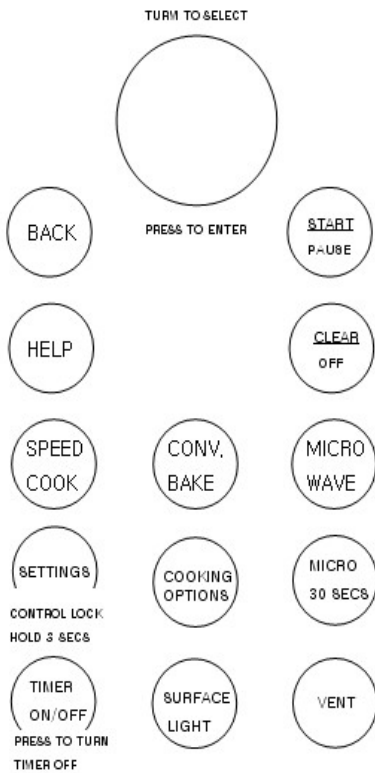 TURM TO SELECT
PRESS TO ENTER
BACK
START
PAUSE
HELP
CLEAR
OFF
SPEED
COOK
CONV.
BAKE
MICRO
WAVE
SETTINGS
CONTROL LOCK
HOLD 3 SECS
COOKING
OPTIONS
MICRO
30 SECS
TIMER
ON/OFF
PRESS TO TURN
TIMER OFF
SURFACE
LIGHT
VENT